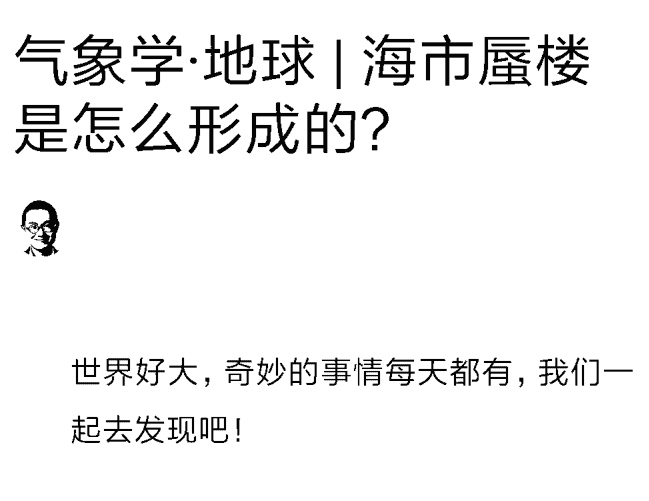 气象学·地球 | 海市蜃楼
是怎么形成的?
世界好大，奇妙的事情每天都有，我们一
起去发现吧！